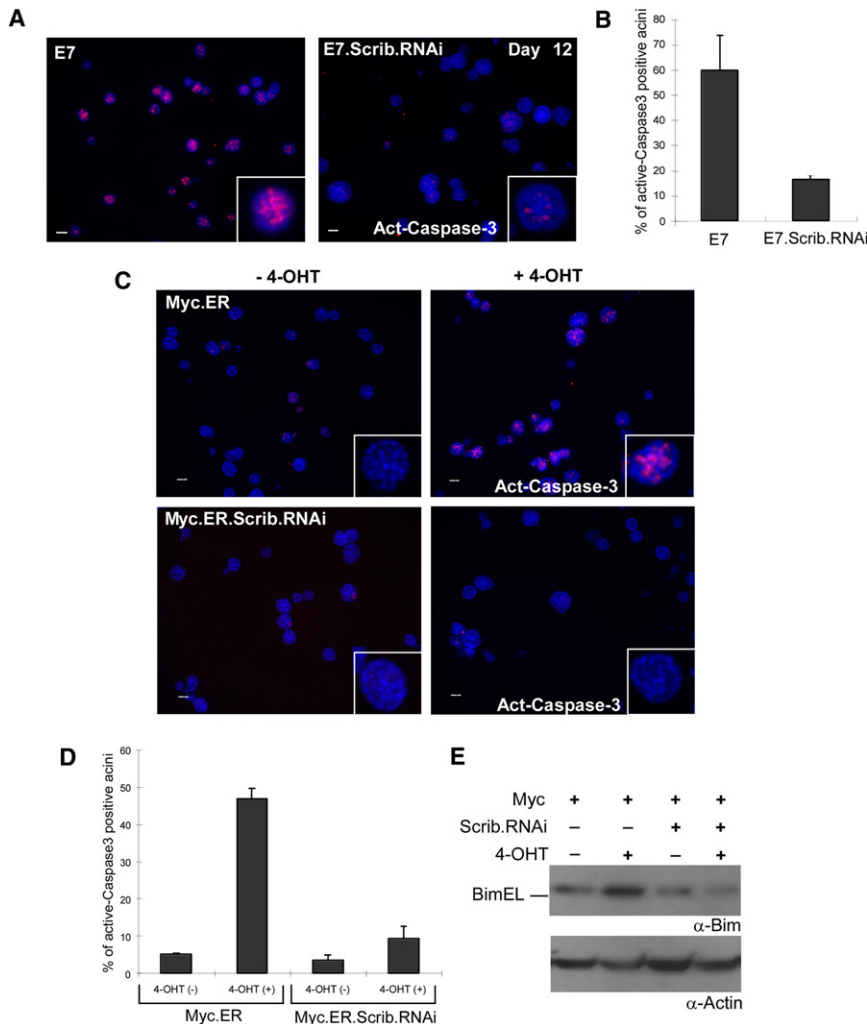 A
E7
E7.Scrib.RNAi
Day 12
Act-Caspase-3
B
% of active-Caspase3 positive acini
80
70
60
50
40
30
20
10
0
E7
E7.Scrib.RNAi
C
- 4-OHT
+ 4-OHT
Myc.ER
Act-Caspase-3
Myc.ER.Scrib.RNAi
Act-Caspase-3
D
% of active-Caspase3 positive acini
60
50
40
30
20
10
0
4-OHT (-)
4-OHT (+)
4-OHT (-)
4-OHT (+)
Myc.ER
Myc.ER.Scrib.RNAi
E
Myc + + + +
Scrib.RNAi – – + +
4-OHT – + – +
BimEL
α-Bim
α-Actin